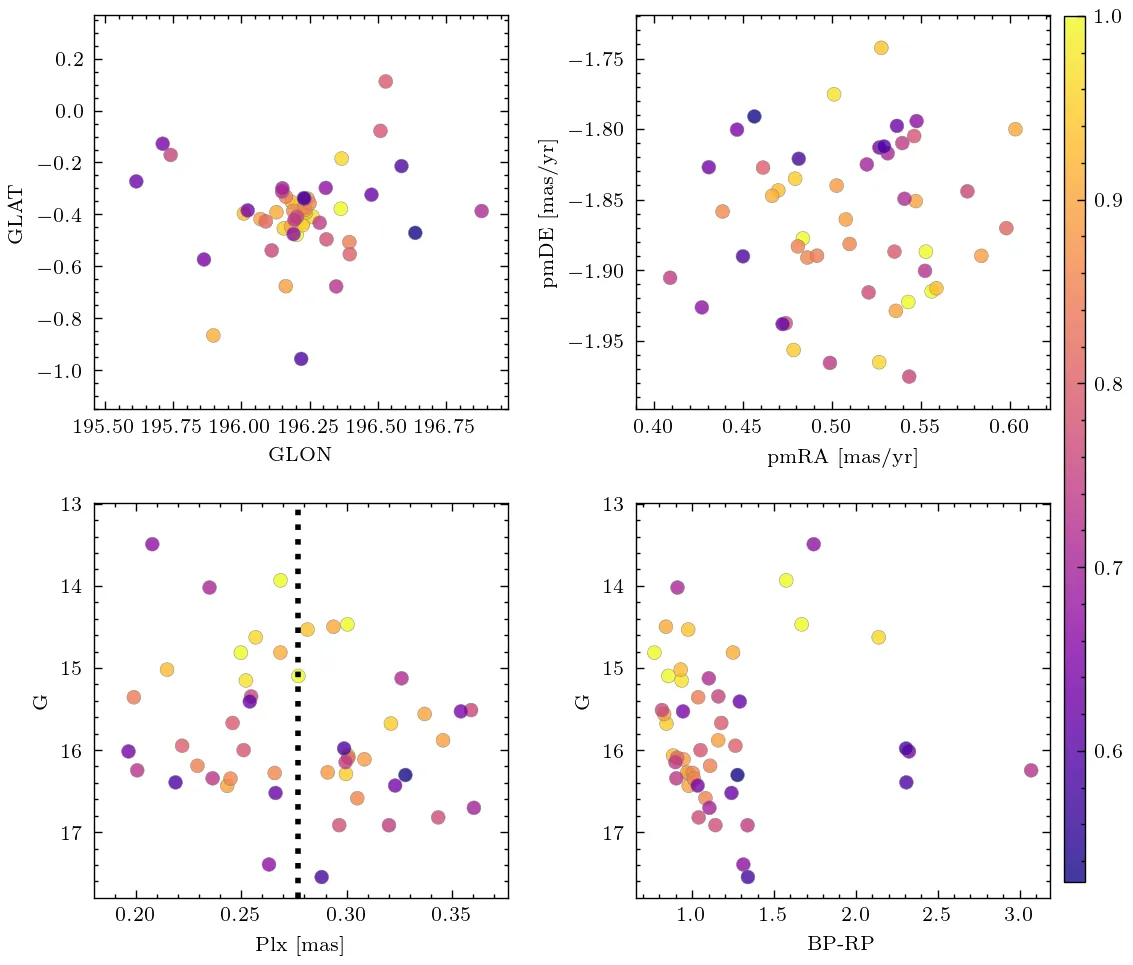 0.2
0.0
−0.2
−0.4
−0.6
−0.8
−1.0
GLAT
195.50 195.75 196.00 196.25 196.50 196.75
GLON
−1.75
−1.80
−1.85
−1.90
−1.95
pmDE [mas/yr]
0.40 0.45 0.50 0.55 0.60
pmRA [mas/yr]
1.0
0.9
0.8
0.7
0.6
13
14
15
16
17
G
0.20 0.25 0.30 0.35
Plx [mas]
13
14
15
16
17
G
1.0 1.5 2.0 2.5 3.0
BP-RP